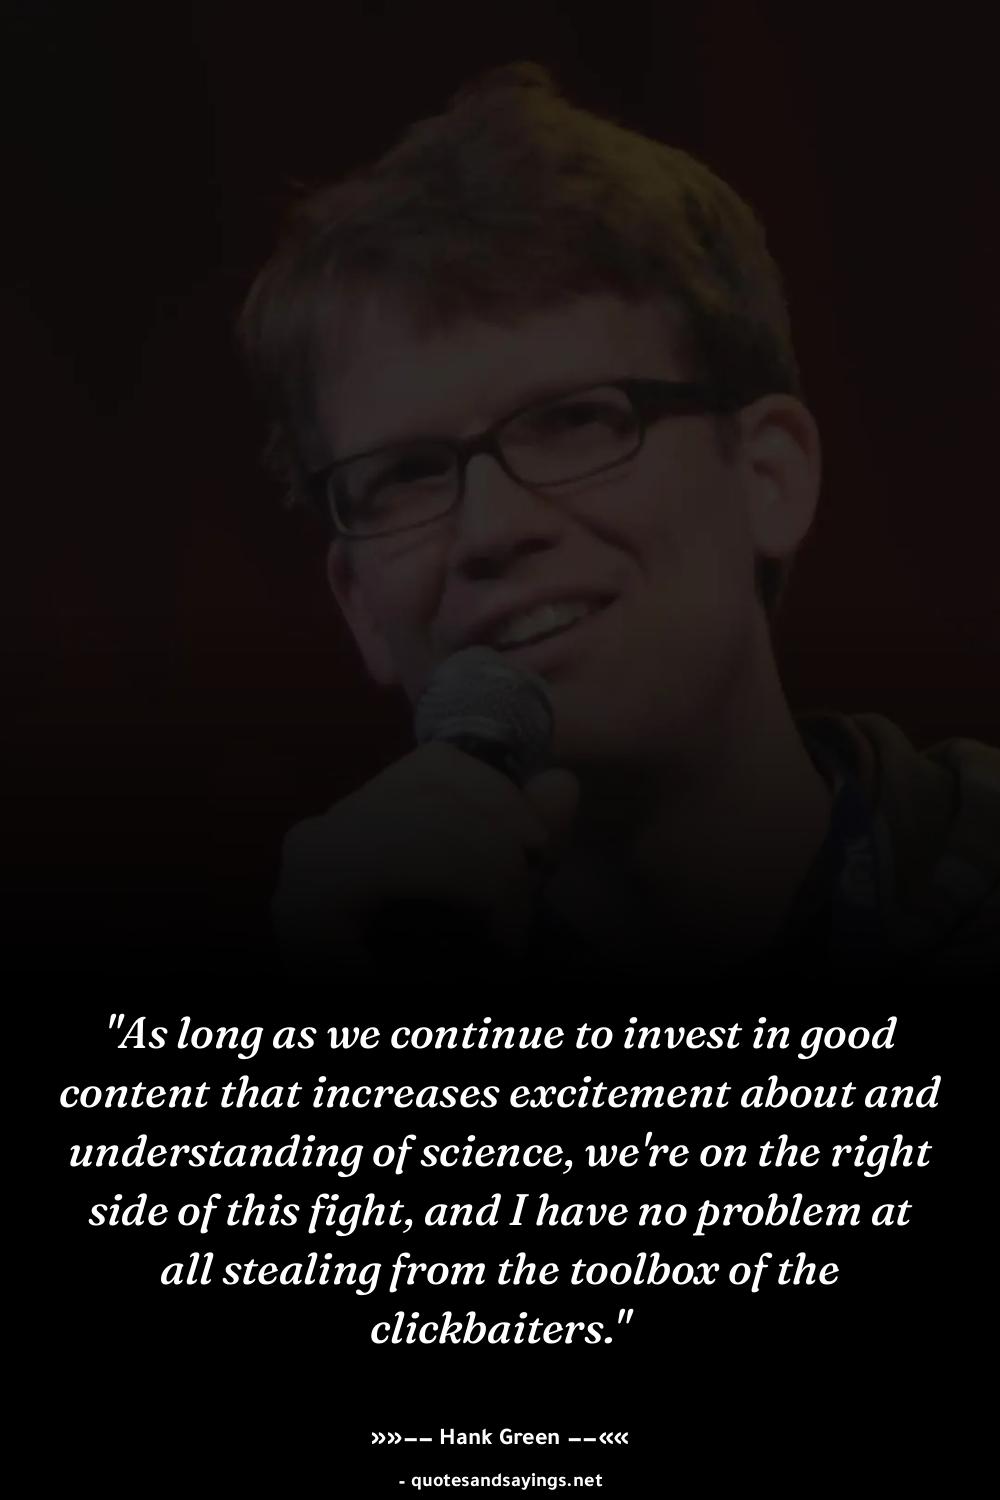 "As long as we continue to invest in good
content that increases excitement about and
understanding of science, we're on the right
side of this fight, and I have no problem at
all stealing from the toolbox of the
clickbaiters."
»»–– Hank Green ––««
- quotesandsayings.net